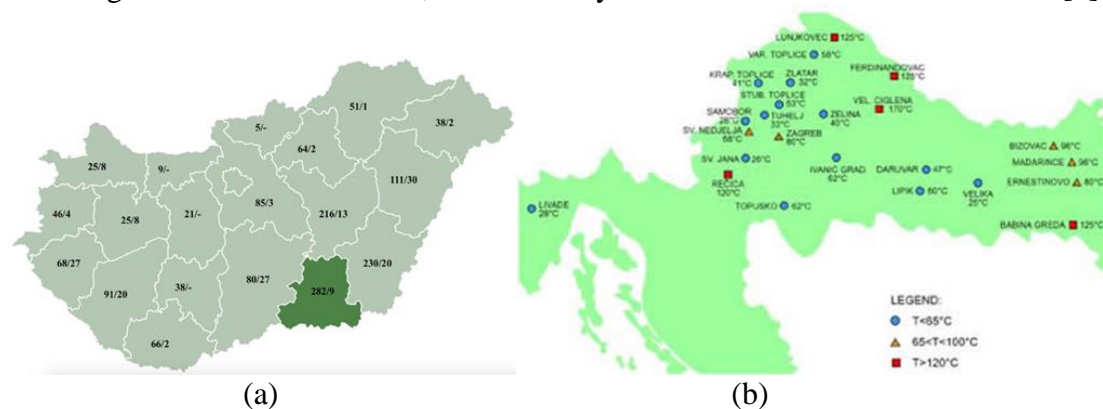 51/1
38/2
5/-
64/2
25/8
9/-
111/30
85/3
46/4
25/8
21/-
216/13
68/27
230/20
80/27
38/-
91/20
282/9
66/2
(a)
LUNJKOVEC 125°C
VAR. TOPLICE 58°C
FERDINANDOVAC
125°C
KRAP. TOPLICE
41°C
ZLATAR
32°C
STUB. TOPLICE
53°C
VEL. CIGLENA
170°C
SAMOBOR
28°C
TUHELJ
32°C
ZELINA
40°C
SV. NEDJELJA
68°C
ZAGREB
80°C
BIZOVAC 96°C
SV. JANA 26°C
MADARINCE 96°C
IVANIĆ GRAD
62°C
DARUVAR 47°C
REČICA
120°C
ERNESTINOVO 80°C
LIPIK 60°C
VELIKA
25°C
LIVADE
28°C
TOPUSKO 62°C
BABINA GREDA 125°C
LEGEND:
T<65°C
65<T<100°C
T>120°C
(b)